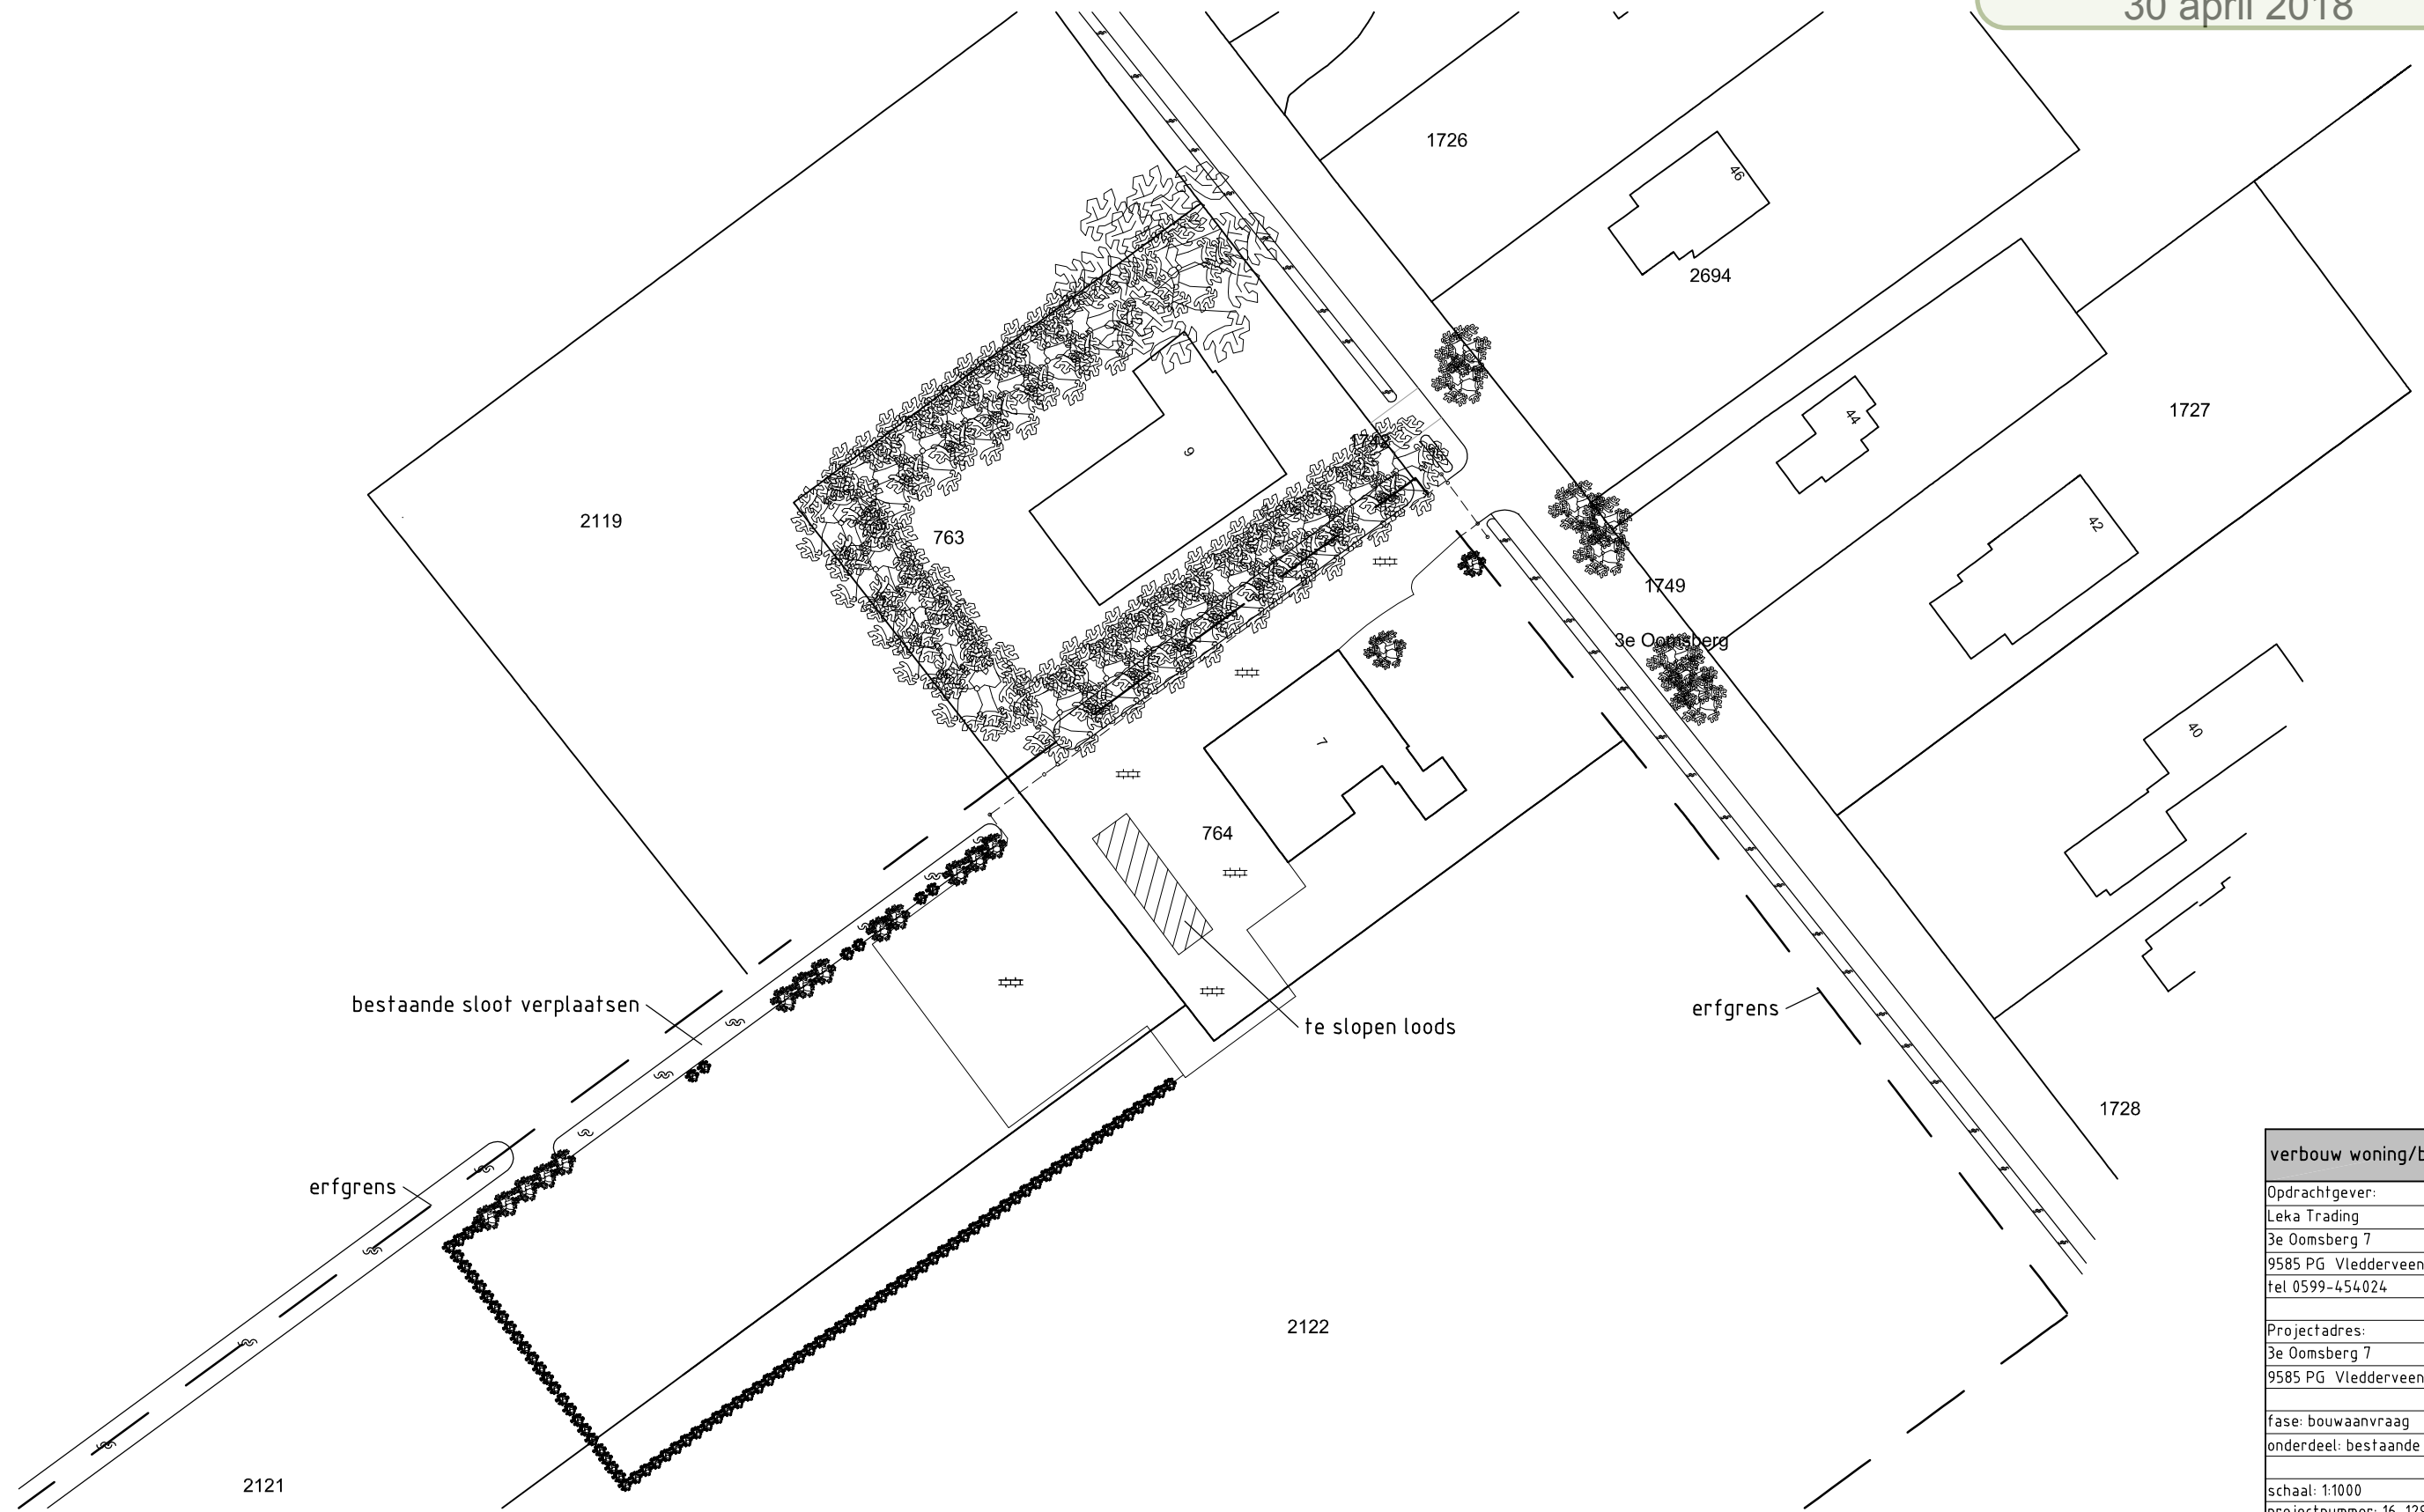 30 april 2018
1726
46
2694
1727
44
42
9
2119
763
1749
3e Oomsberg
40
7
764
bestaande sloot verplaatsen
te slopen loods
erfgrens
1728
erfgrens
2122
2121
verbouw woning/b
Opdrachtgever:
Leka Trading
3e Oomsberg 7
9585 PG Vledderveen
tel 0599-454024
Projectadres:
3e Oomsberg 7
9585 PG Vledderveen
fase: bouwaanvraag
onderdeel: bestaande
schaal: 1:1000
projectnummer: 16